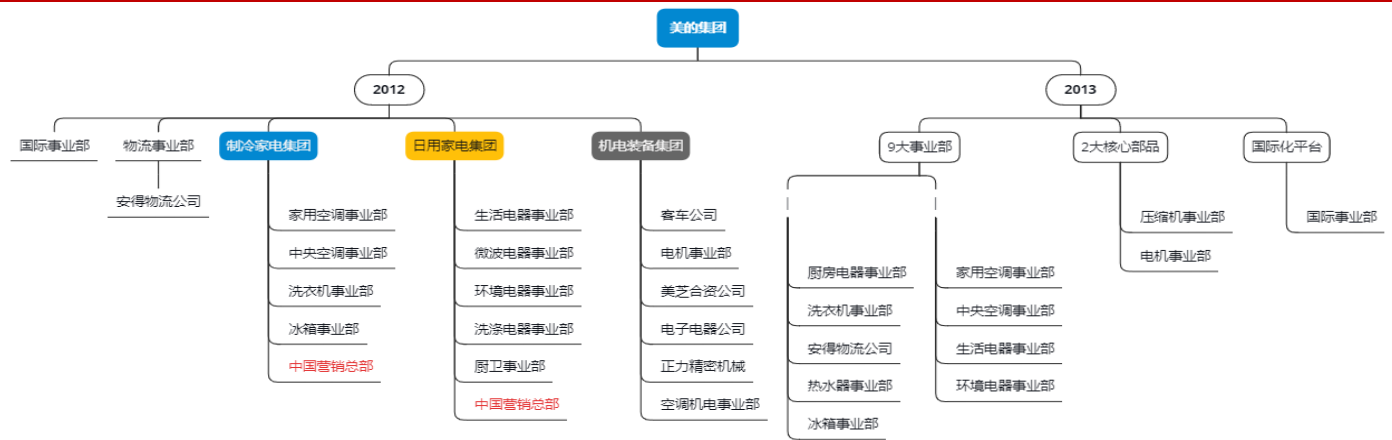 美的集团
2012
2013
国际事业部
物流事业部
安得物流公司
制冷家电集团
家用空调事业部
中央空调事业部
洗衣机事业部
冰箱事业部
中国营销总部
日用家电集团
生活电器事业部
微波电器事业部
环境电器事业部
洗涤电器事业部
厨卫事业部
中国营销总部
机电装备集团
客车公司
电机事业部
美芝合资公司
电子电器公司
正力精密机械
空调机电事业部
9大事业部
厨房电器事业部
洗衣机事业部
安得物流公司
热水器事业部
冰箱事业部
家用空调事业部
中央空调事业部
生活电器事业部
环境电器事业部
2大核心部品
压缩机事业部
电机事业部
国际化平台
国际事业部